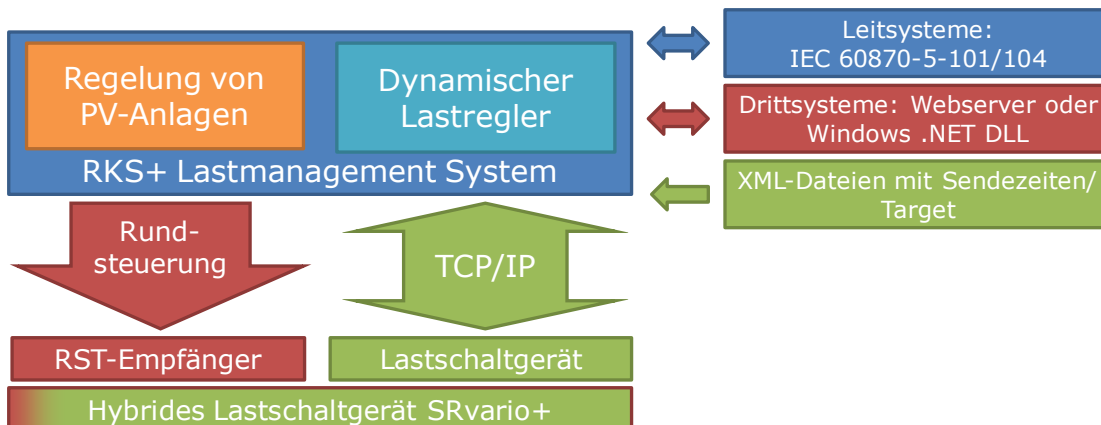 Regelung von
PV-Anlagen
Dynamischer
Lastregler
RKS+ Lastmanagement System
Leitsysteme:
IEC 60870-5-101/104
Drittsysteme: Webserver oder
Windows .NET DLL
XML-Dateien mit Sendezeiten/
Target
Rund-
steuerung
TCP/IP
RST-Empfänger
Lastschaltgerät
Hybrides Lastschaltgerät SRvario+